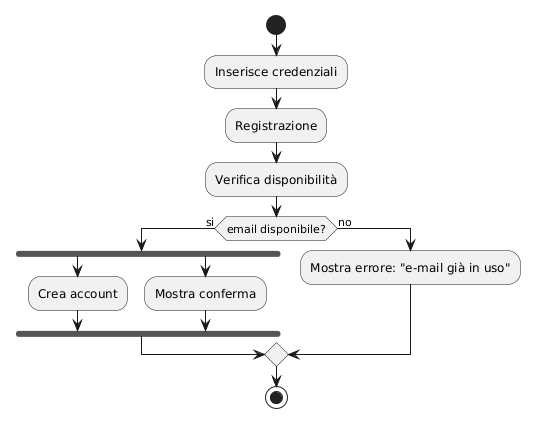 Inserisce credenziali
Registrazione
Verifica disponibilità
si
email disponibile?
no
Crea account
Mostra conferma
Mostra errore: "e-mail già in uso"